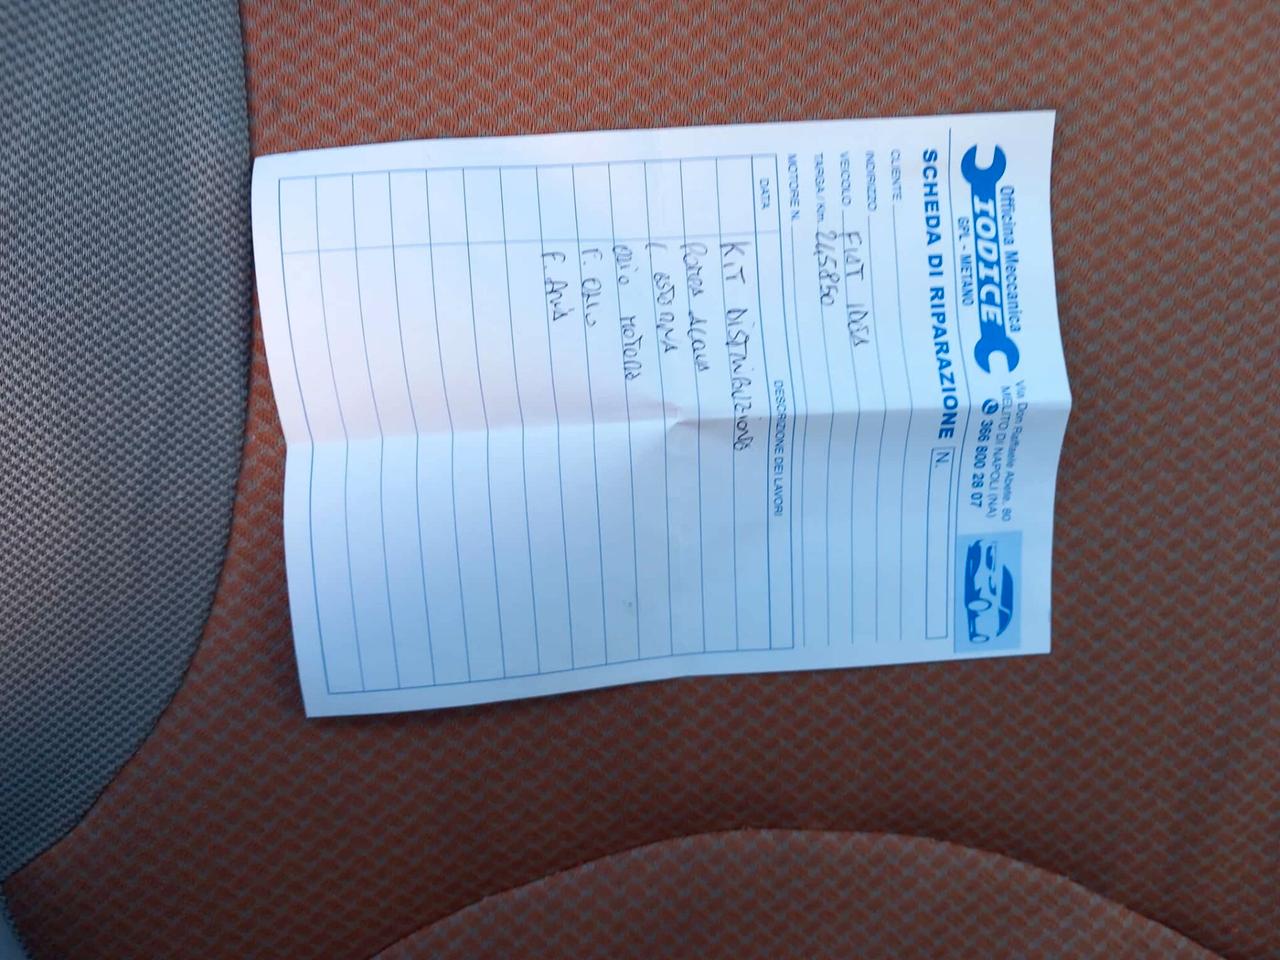 Officina Meccanica
IODICE
GPL - METANO
Via Don Raffaele Abete, 80
MELITO DI NAPOLI (NA)
366 800 28 07
SCHEDA DI RIPARAZIONE N.
CLIENTE
INDIRIZZO
VEICOLO FIAT IDEA
TARGA / Km. 245850
MOTORE N.
DATA DESCRIZIONE DEI LAVORI
KIT DISTRIBUZIONE
POMPA ACQUA
OLIO MOTORE
F. OLIO
F. ARIA